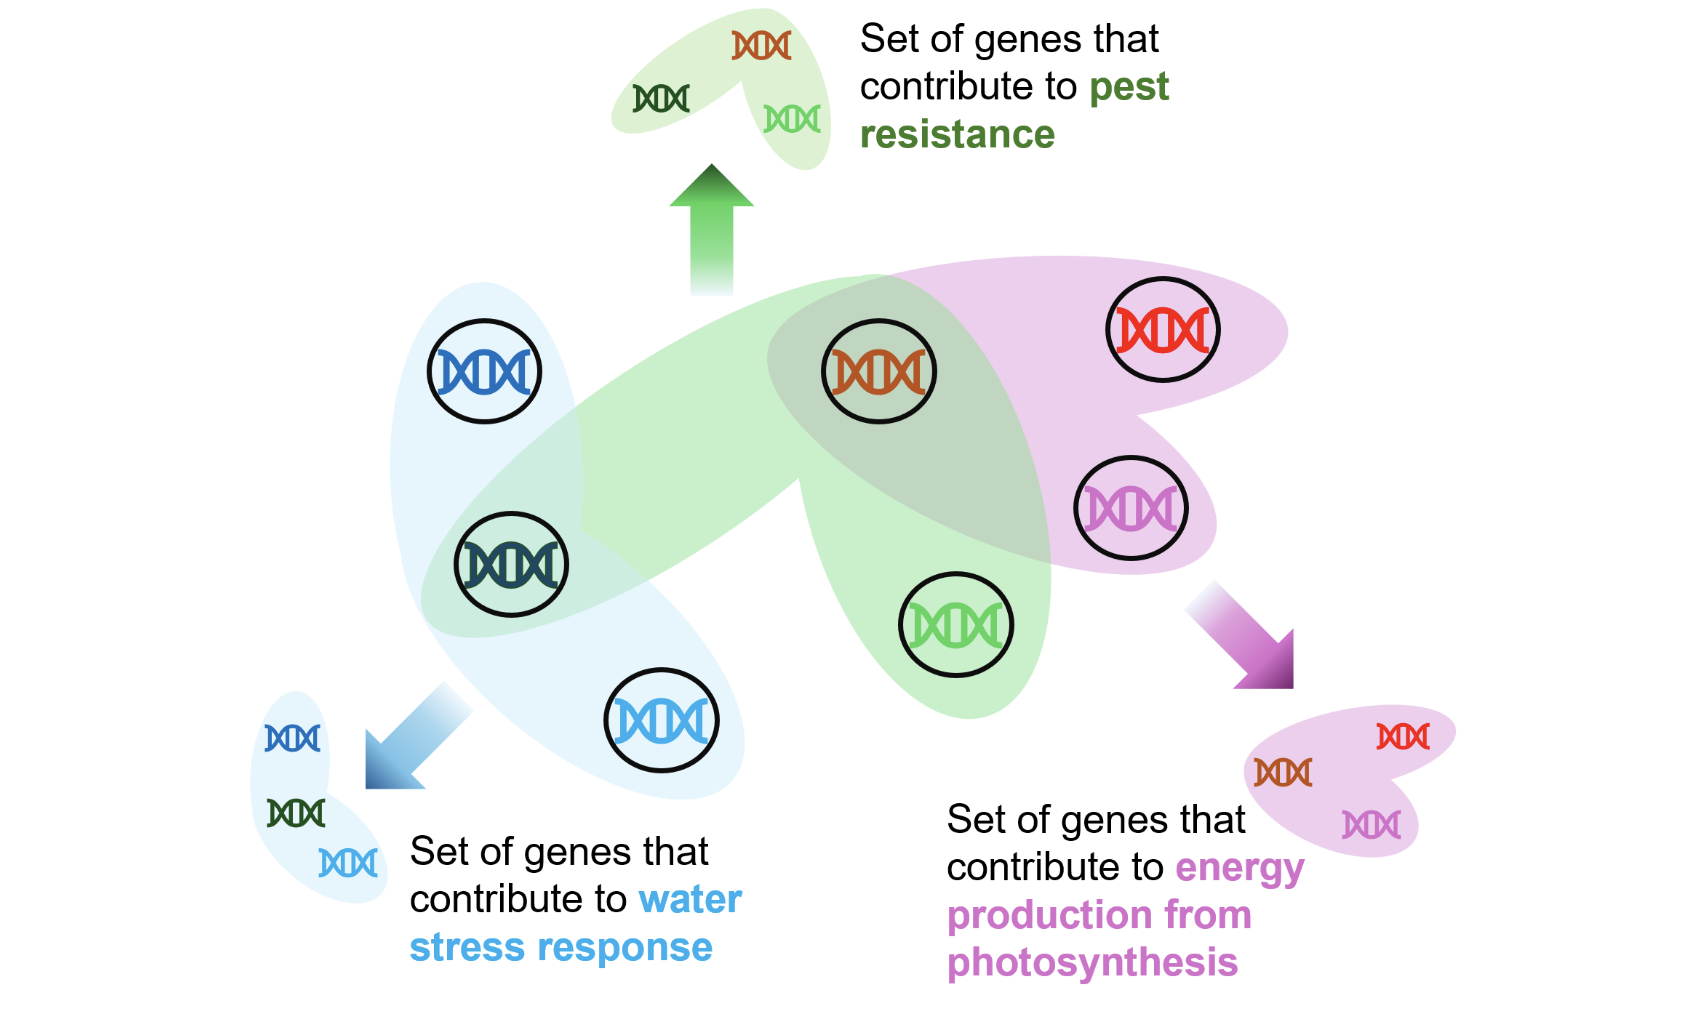 Set of genes that
contribute to pest
resistance
Set of genes that
contribute to water
stress response
Set of genes that
contribute to energy
production from
photosynthesis